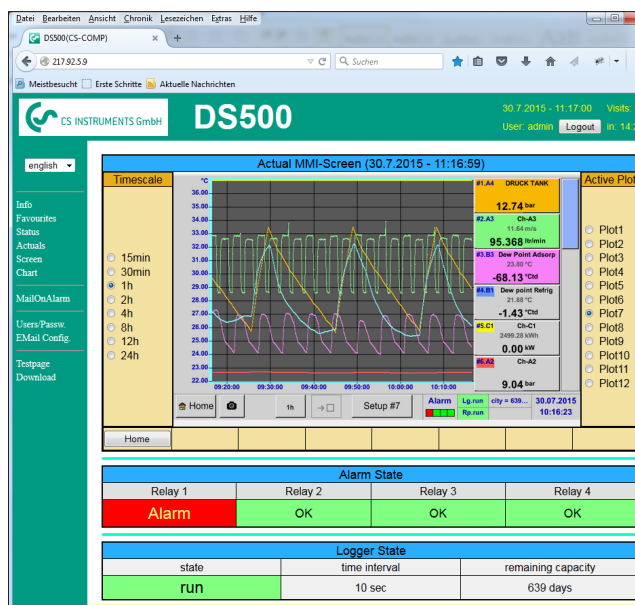 Datei Bearbeiten Ansicht Chronik Lesezeichen Extras Hilfe
DS500(CS-COMP) × +
217.92.5.9 Suchen
Meistbesucht Erste Schritte Aktuelle Nachrichten
CS INSTRUMENTS GmbH
DS500
30.7.2015 - 11:17:00 Visits:
User: admin Logout in: 14:
english
Info
Favourites
Status
Actuals
Screen
Chart
MailOnAlarm
Users/Passw.
EMail Config.
Testpage
Download
Actual MMI-Screen (30.7.2015 - 11:16:59)
Timescale
15min
30min
1h
2h
4h
8h
12h
24h
°C
36.00
35.00
34.00
33.00
32.00
31.00
30.00
29.00
28.00
27.00
26.00
25.00
24.00
23.00
22.00
09:20:00 09:30:00 09:40:00 09:50:00 10:00:00 10:10:00
#1.A4 DRUCK TANK
12.74 bar
#2.A3 Ch-A3
11.64 m/s
95.368 ltr/min
#3.B3 Dew Point Adsorp
23.80 °C
-68.13 °Ctd
#4.B1 Dew point Refrig
21.88 °C
-1.43 °Ctd
#5.C1 Ch-C1
2499.28 kWh
0.00 kW
#6.A2 Ch-A2
9.04 bar
Home 1h Setup #7
Alarm Lg.run city = 639... 30.07.2015
Rp.run 10:16:23
Active Plot
Plot1
Plot2
Plot3
Plot4
Plot5
Plot6
Plot7
Plot8
Plot9
Plot10
Plot11
Plot12
Home
Alarm State
Relay 1 Relay 2 Relay 3 Relay 4
Alarm OK OK OK
Logger State
state time interval remaining capacity
run 10 sec 639 days